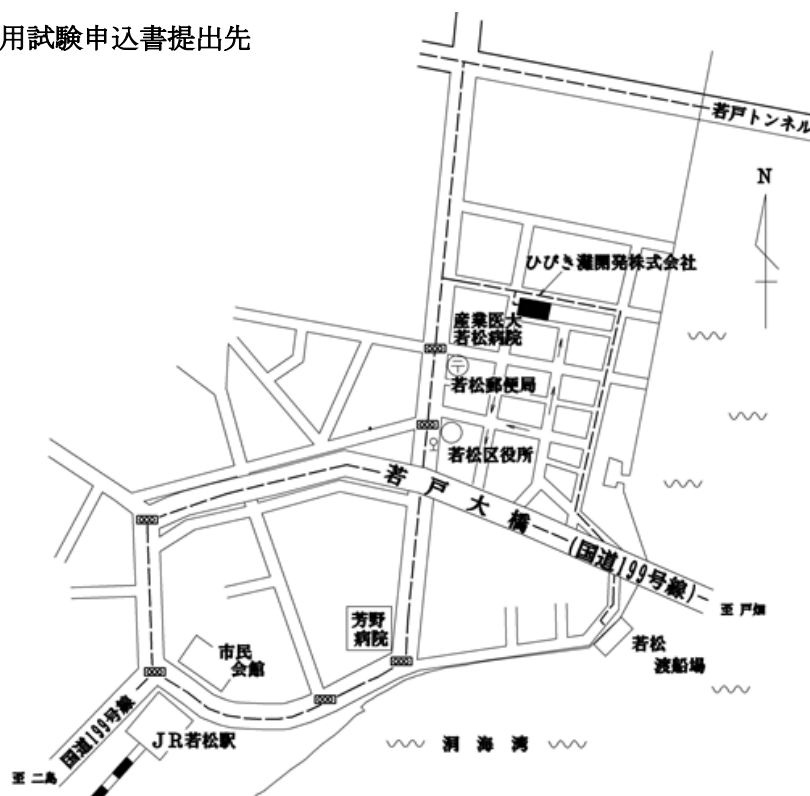 用試験申込書提出先
若戸トンネル
N
ひびき灘開発株式会社
産業医大
若松病院
〒
若松郵便局
若松区役所
若戸大橋
(国道199号線)
至 戸畑
芳野
病院
市民
会館
若松
渡船場
国道199号線
JR若松駅
洞海湾
至 二島